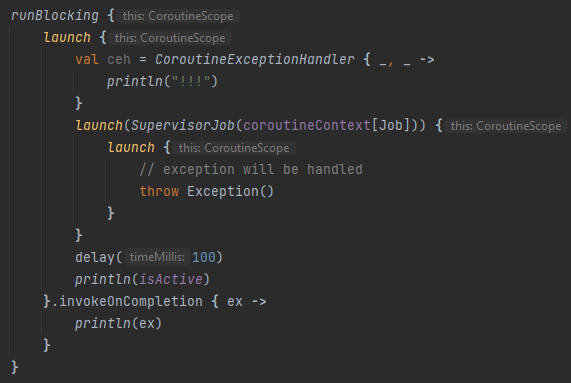 runBlocking { this: CoroutineScope
    launch { this: CoroutineScope
        val ceh = CoroutineExceptionHandler { _, _ ->
            println("!!!")
        }
        launch(SupervisorJob(coroutineContext[Job])) { this: CoroutineScope
            launch { this: CoroutineScope
                // exception will be handled
                throw Exception()
            }
        }
        delay( timeMillis: 100)
        println(isActive)
    }.invokeOnCompletion { ex ->
        println(ex)
    }
}